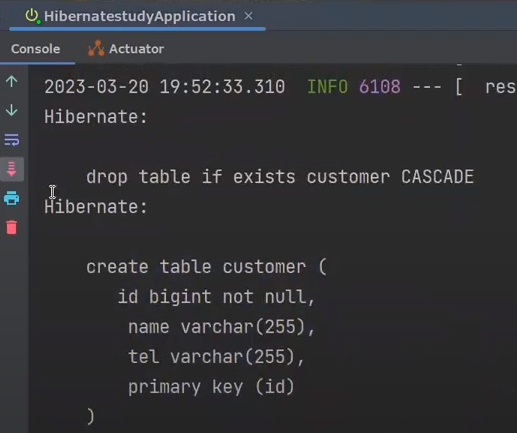 HibernatestudyApplication
Console Actuator
2023-03-20 19:52:33.310  INFO 6108 --- [  res
Hibernate:
    drop table if exists customer CASCADE
Hibernate:
    create table customer (
       id bigint not null,
        name varchar(255),
        tel varchar(255),
        primary key (id)
    )